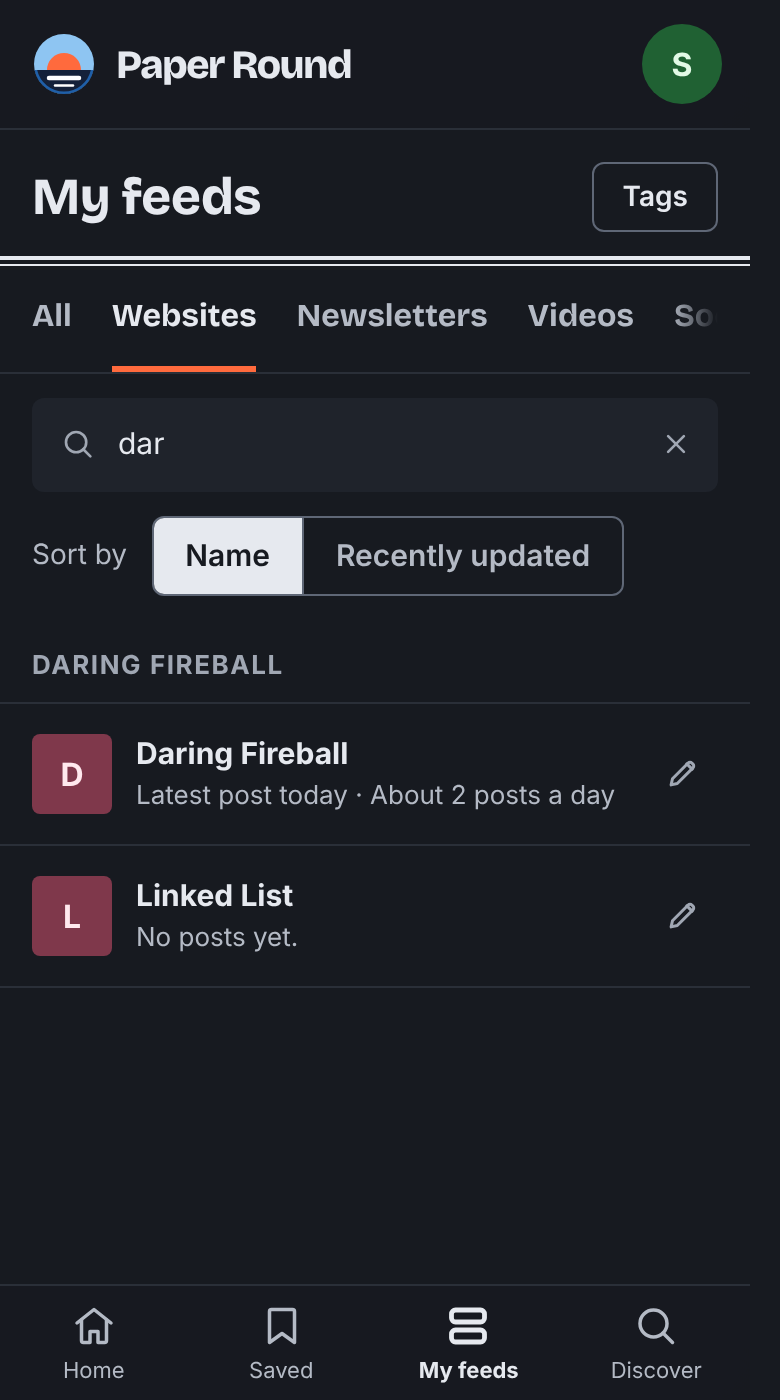 Paper Round
S
My feeds
Tags
All Websites Newsletters Videos So
dar
Sort by Name Recently updated
DARING FIREBALL
D
Daring Fireball
Latest post today · About 2 posts a day
L
Linked List
No posts yet.
Home Saved My feeds Discover